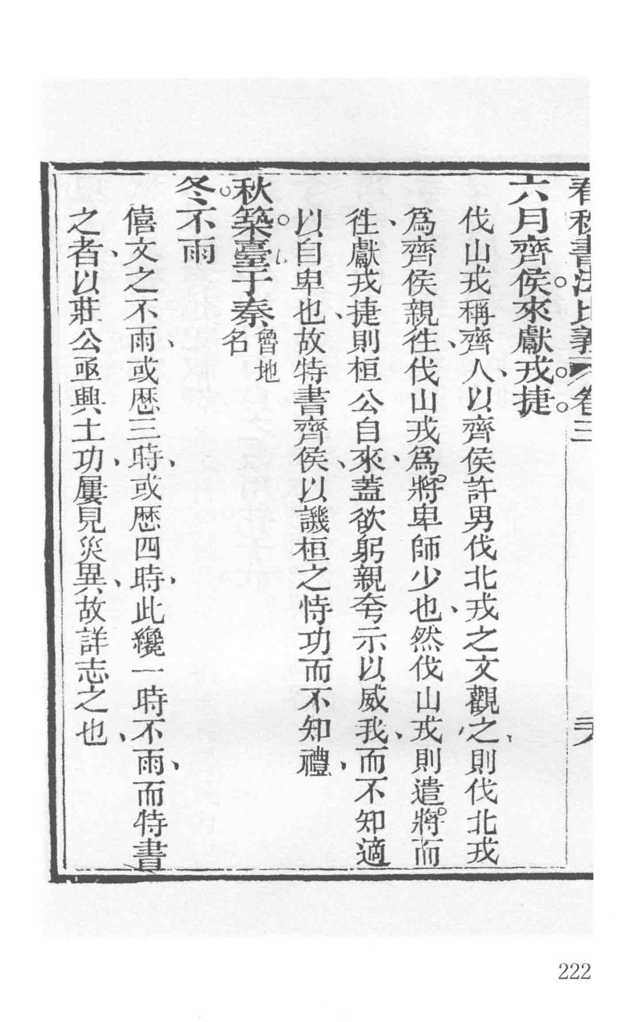 春秋書法比義 卷三
六月齊侯來獻戎捷
伐山戎稱齊人以齊侯許男伐北戎之文觀之則伐北戎
爲齊侯親徃伐山戎爲將卑師少也然伐山戎則遣將而
徃獻戎捷則桓公自來蓋欲躬親夸示以威我而不知適
以自卑也故特書齊侯以譏桓之恃功而不知禮
秋築臺于秦魯地名
冬不雨
僖文之不雨或歷三時或歷四時此纔一時不雨而特書
之者以莊公亟興土功屢見災異故詳志之也
222